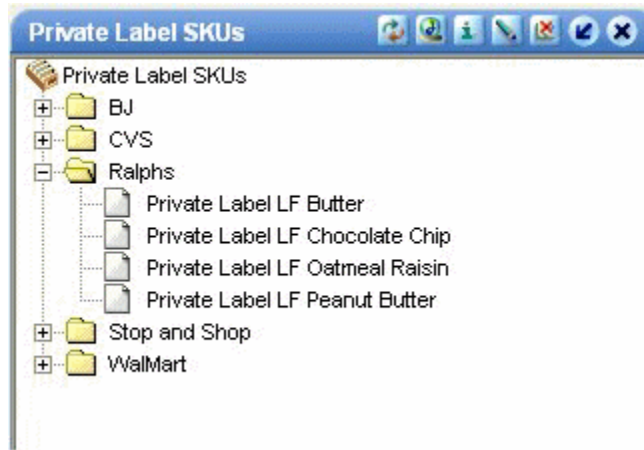 Private Label SKUs
Private Label SKUs
BJ
CVS
Ralphs
Private Label LF Butter
Private Label LF Chocolate Chip
Private Label LF Oatmeal Raisin
Private Label LF Peanut Butter
Stop and Shop
WalMart